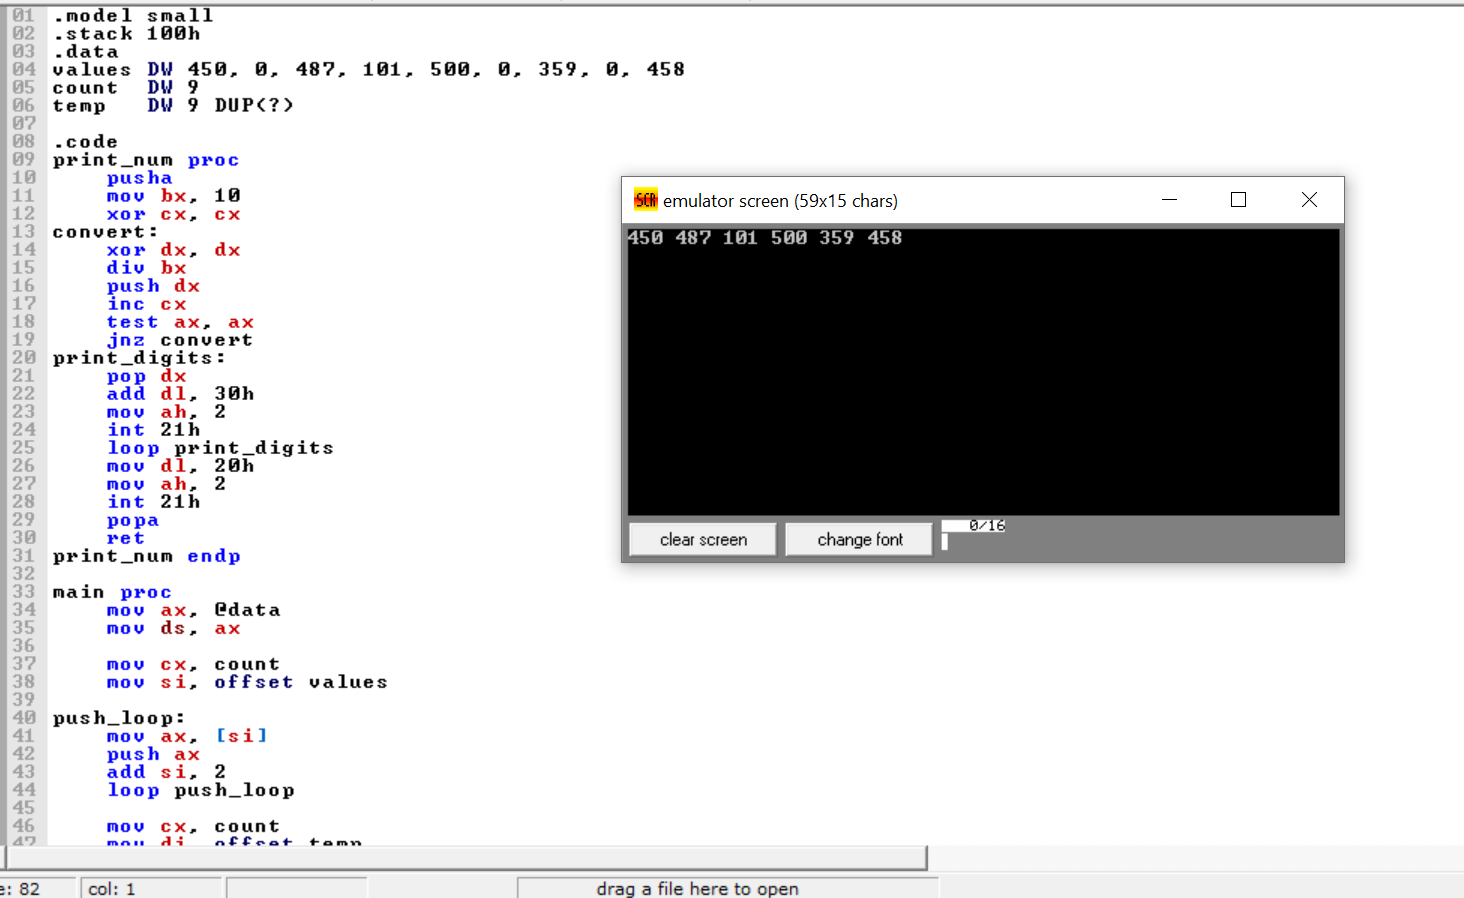 01 .model small
02 .stack 100h
03 .data
04 values DW 450, 0, 487, 101, 500, 0, 359, 0, 458
05 count DW 9
06 temp DW 9 DUP(?)
07
08 .code
09 print_num proc
10 pusha
11 mov bx, 10
12 xor cx, cx
13 convert:
14 xor dx, dx
15 div bx
16 push dx
17 inc cx
18 test ax, ax
19 jnz convert
20 print_digits:
21 pop dx
22 add dl, 30h
23 mov ah, 2
24 int 21h
25 loop print_digits
26 mov dl, 20h
27 mov ah, 2
28 int 21h
29 popa
30 ret
31 print_num endp
32
33 main proc
34 mov ax, @data
35 mov ds, ax
36
37 mov cx, count
38 mov si, offset values
39
40 push_loop:
41 mov ax, [si]
42 push ax
43 add si, 2
44 loop push_loop
45
46 mov cx, count
47 mov di, offset temp
SCR emulator screen (59x15 chars)
450 487 101 500 359 458
clear screen change font 0/16
e: 82 col: 1 drag a file here to open